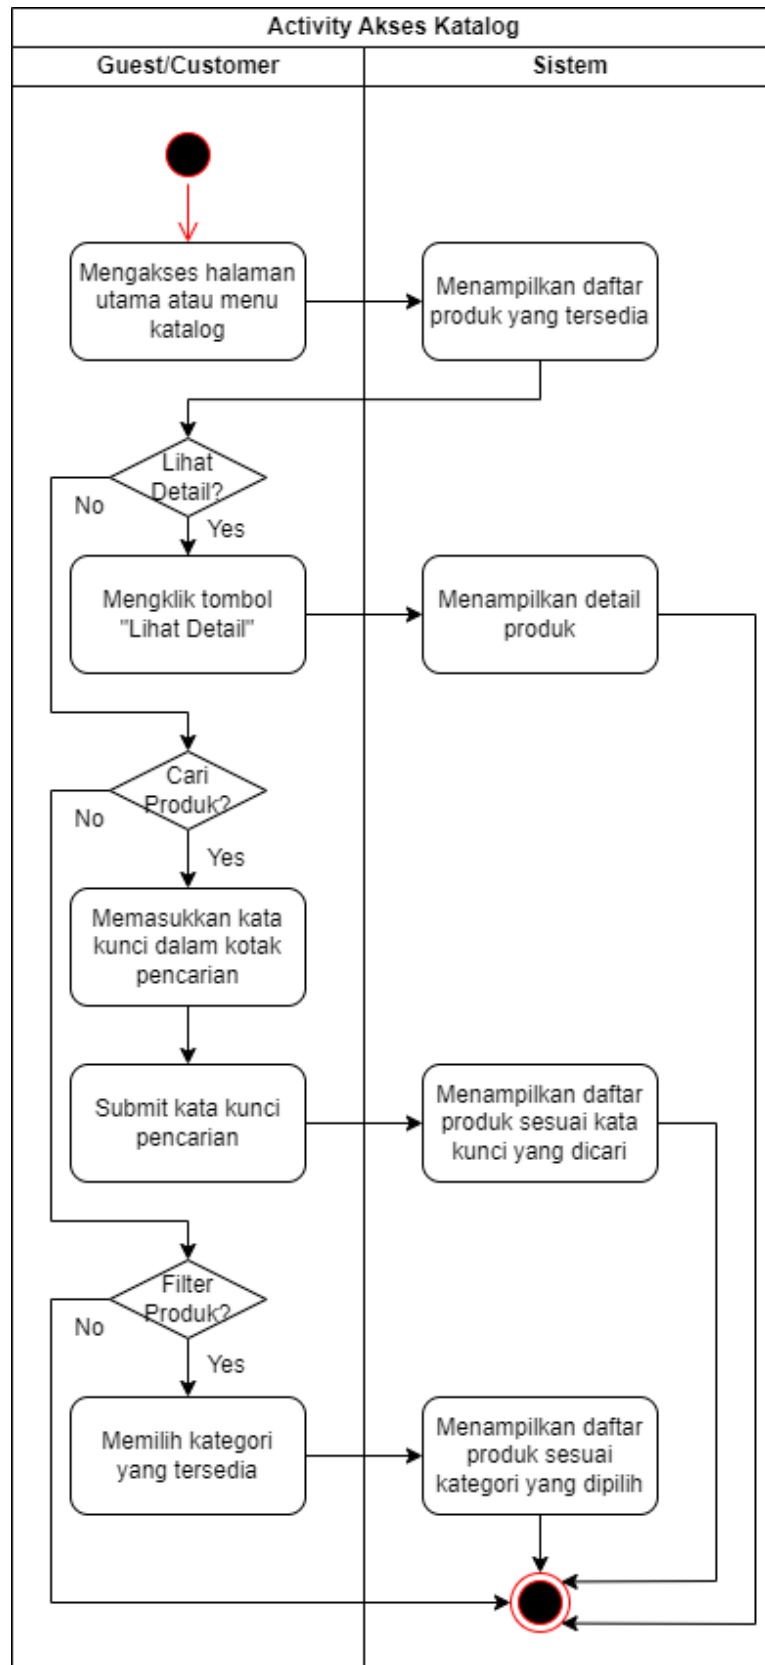 Activity Akses Katalog
Guest/Customer
Sistem
Mengakses halaman
utama atau menu
katalog
Menampilkan daftar
produk yang tersedia
Lihat
Detail?
No
Yes
Mengklik tombol
"Lihat Detail"
Menampilkan detail
produk
Cari
Produk?
No
Yes
Memasukkan kata
kunci dalam kotak
pencarian
Submit kata kunci
pencarian
Menampilkan daftar
produk sesuai kata
kunci yang dicari
Filter
Produk?
No
Yes
Memilih kategori
yang tersedia
Menampilkan daftar
produk sesuai
kategori yang dipilih